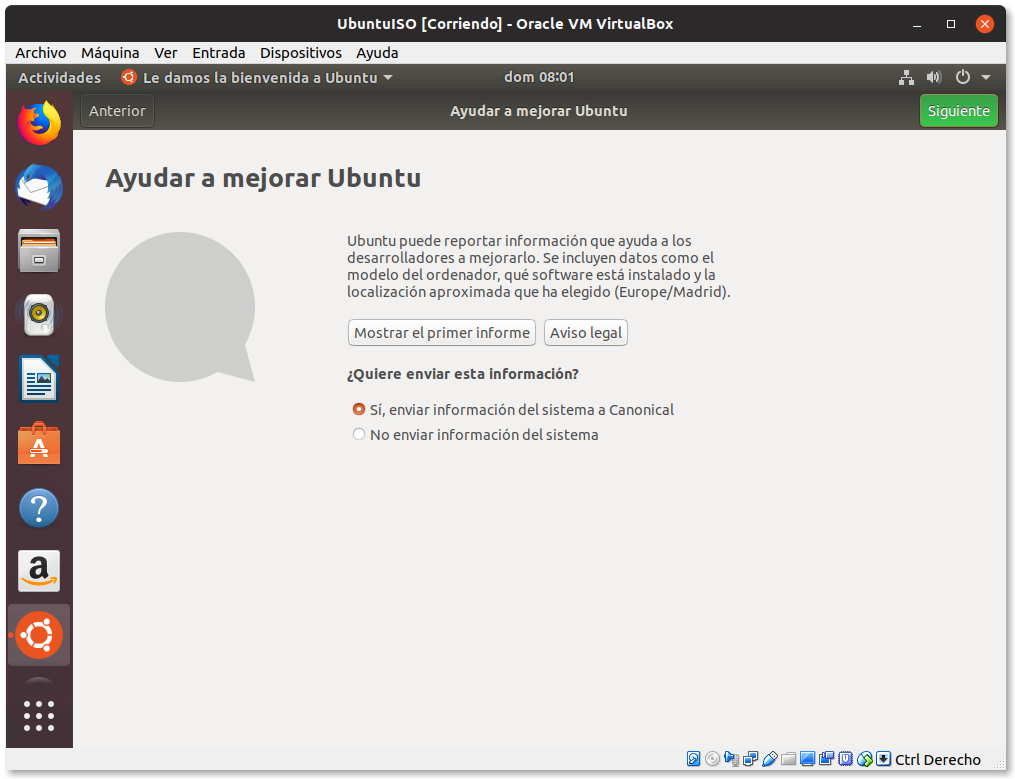 UbuntuISO [Corriendo] - Oracle VM VirtualBox
Archivo Máquina Ver Entrada Dispositivos Ayuda
Actividades Le damos la bienvenida a Ubuntu dom 08:01
Anterior Ayudar a mejorar Ubuntu Siguiente
Ayudar a mejorar Ubuntu
Ubuntu puede reportar información que ayuda a los
desarrolladores a mejorarlo. Se incluyen datos como el
modelo del ordenador, qué software está instalado y la
localización aproximada que ha elegido (Europe/Madrid).
Mostrar el primer informe Aviso legal
¿Quiere enviar esta información?
Sí, enviar información del sistema a Canonical
No enviar información del sistema
Ctrl Derecho